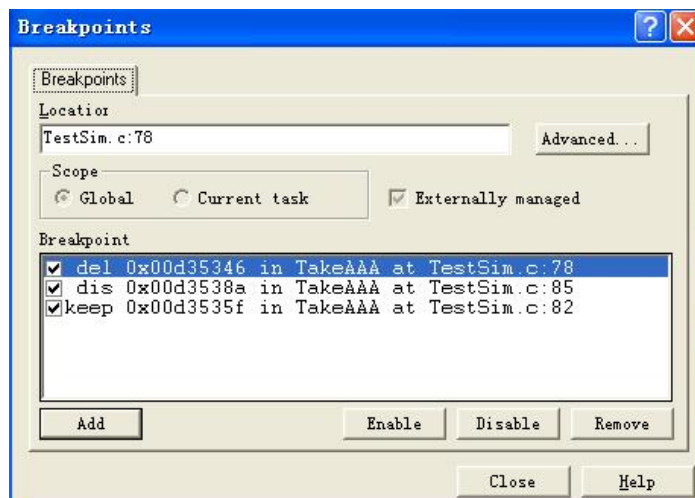 Breakpoints
Breakpoints
Location
TestSim.c:78
Advanced...
Scope
Global
Current task
Externally managed
Breakpoint
del 0x00d35346 in TakeAAA at TestSim.c:78
dis 0x00d3538a in TakeAAA at TestSim.c:85
keep 0x00d3535f in TakeAAA at TestSim.c:82
Add
Enable
Disable
Remove
Close
Help